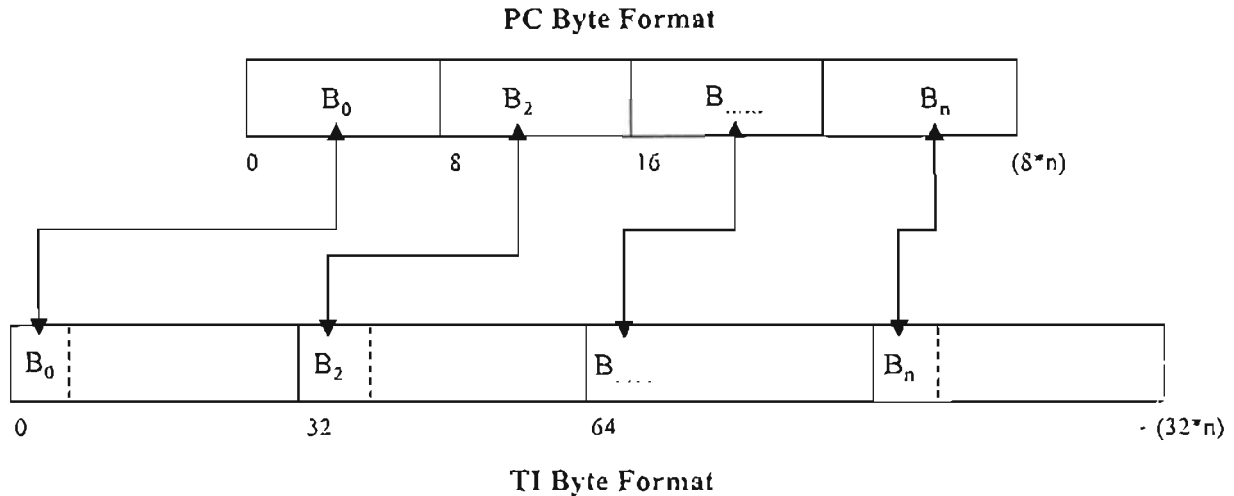 PC Byte Format
B₀ B₂ B..... Bₙ
0 8 16 (8*n)
B₀ B₂ B..... Bₙ
0 32 64 (32*n)
TI Byte Format